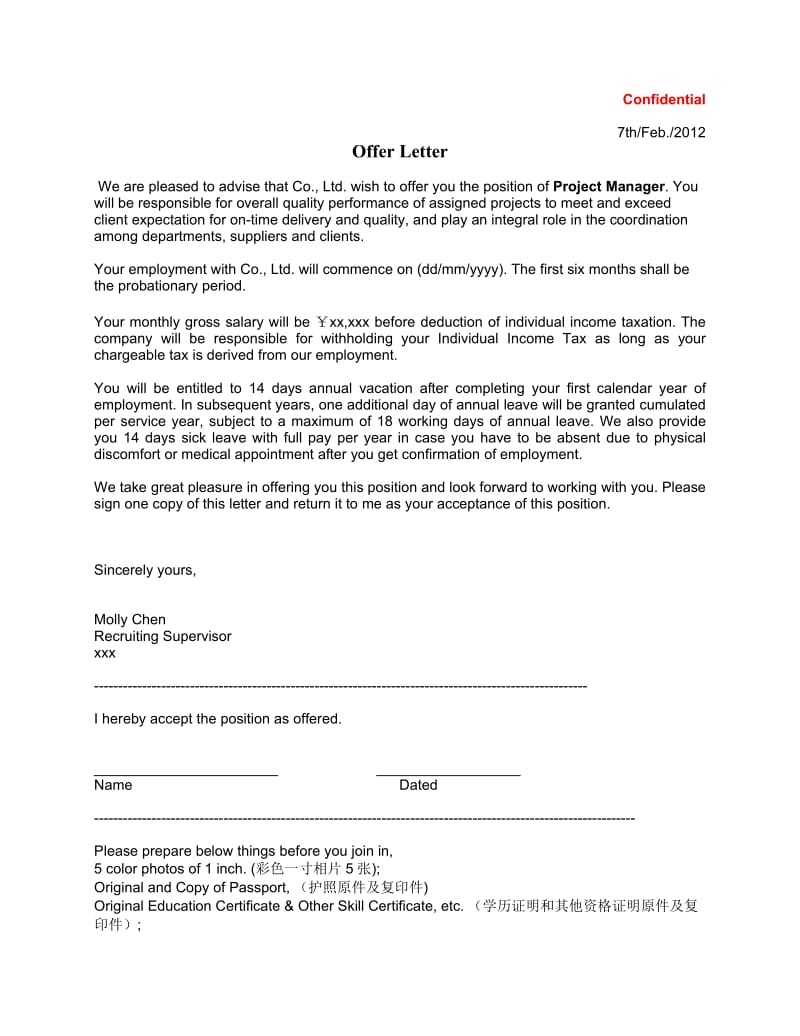 Confidential
7th/Feb./2012
Offer Letter
We are pleased to advise that Co., Ltd. wish to offer you the position of Project Manager. You
will be responsible for overall quality performance of assigned projects to meet and exceed
client expectation for on-time delivery and quality, and play an integral role in the coordination
among departments, suppliers and clients.
Your employment with Co., Ltd. will commence on (dd/mm/yyyy). The first six months shall be
the probationary period.
Your monthly gross salary will be ￥xx,xxx before deduction of individual income taxation. The
company will be responsible for withholding your Individual Income Tax as long as your
chargeable tax is derived from our employment.
You will be entitled to 14 days annual vacation after completing your first calendar year of
employment. In subsequent years, one additional day of annual leave will be granted cumulated
per service year, subject to a maximum of 18 working days of annual leave. We also provide
you 14 days sick leave with full pay per year in case you have to be absent due to physical
discomfort or medical appointment after you get confirmation of employment.
We take great pleasure in offering you this position and look forward to working with you. Please
sign one copy of this letter and return it to me as your acceptance of this position.
Sincerely yours,
Molly Chen
Recruiting Supervisor
xxx
I hereby accept the position as offered.
Name Dated
Please prepare below things before you join in,
5 color photos of 1 inch. (彩色一寸相片 5 张);
Original and Copy of Passport, （护照原件及复印件)
Original Education Certificate & Other Skill Certificate, etc. （学历证明和其他资格证明原件及复
印件）;